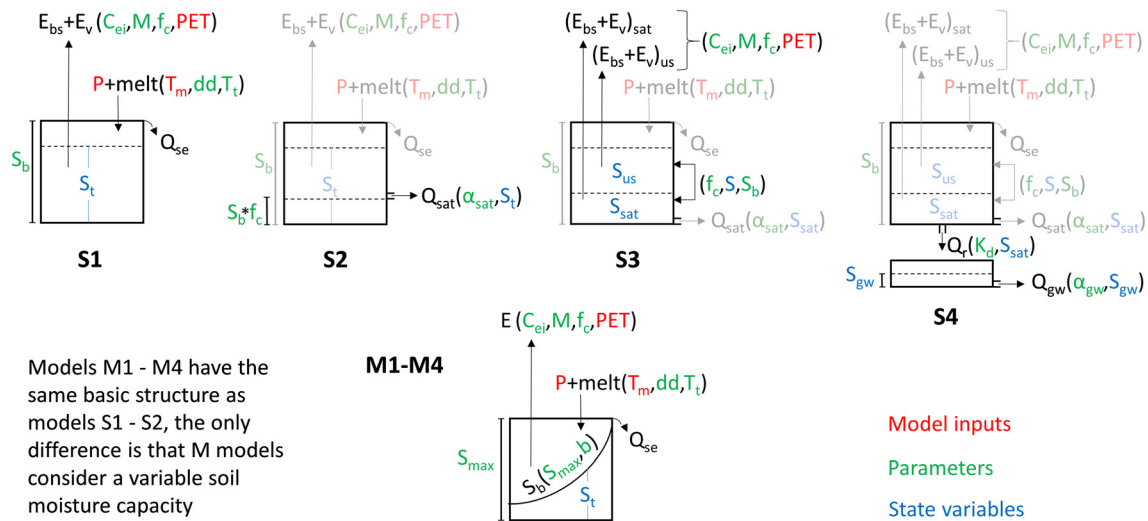 E_bs+E_v (C_ei,M,f_c,PET)
P+melt(T_m,dd,T_t)
Q_se
S_b
S_t
S1
E_bs+E_v (C_ei,M,f_c,PET)
P+melt(T_m,dd,T_t)
Q_se
S_b
S_t
Q_sat(α_sat,S_t)
S_b*f_c
S2
(E_bs+E_v)_sat
(E_bs+E_v)_us
(C_ei,M,f_c,PET)
P+melt(T_m,dd,T_t)
Q_se
S_b
S_us
(f_c,S,S_b)
S_sat
Q_sat(α_sat,S_sat)
S3
(E_bs+E_v)_sat
(E_bs+E_v)_us
(C_ei,M,f_c,PET)
P+melt(T_m,dd,T_t)
Q_se
S_b
S_us
(f_c,S,S_b)
S_sat
Q_sat(α_sat,S_sat)
Q_r(K_d,S_sat)
S_gw
Q_gw(α_gw,S_gw)
S4
Models M1 - M4 have the
same basic structure as
models S1 - S2, the only
difference is that M models
consider a variable soil
moisture capacity
M1-M4
E (C_ei,M,f_c,PET)
P+melt(T_m,dd,T_t)
Q_se
S_max
S_b(S_max,b)
S_t
Model inputs
Parameters
State variables